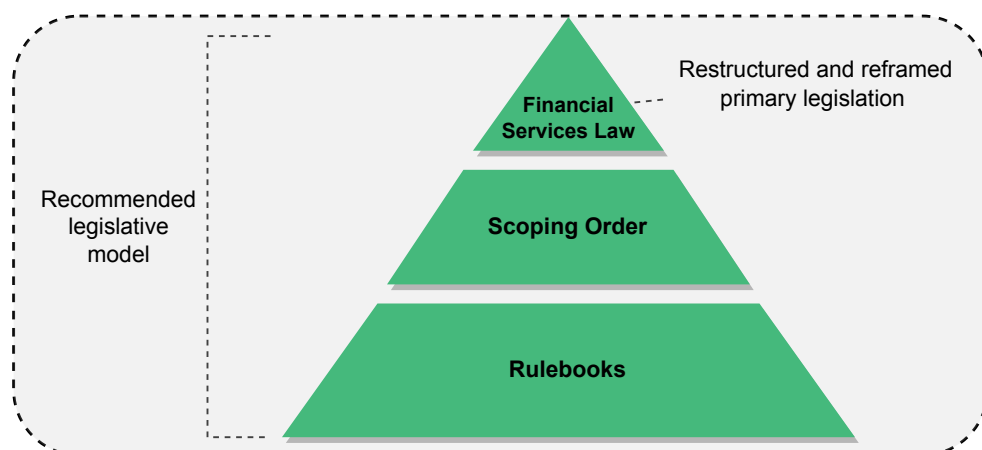 Financial
Services Law
Restructured and reframed
primary legislation
Recommended
legislative
model
Scoping Order
Rulebooks